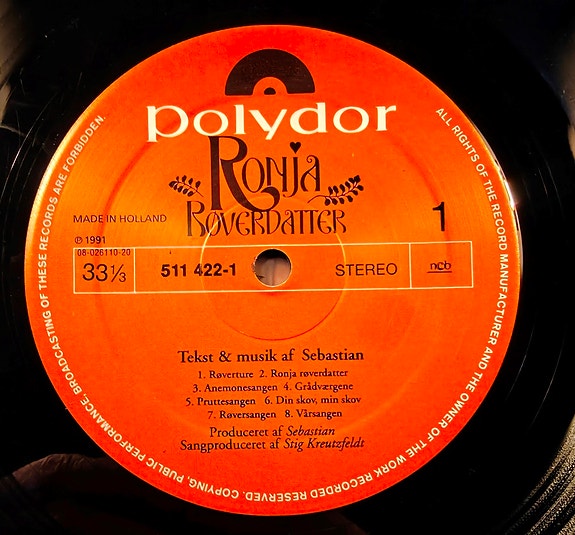 polydor
Ronja
Røverdatter
MADE IN HOLLAND
1
℗ 1991
08-026110-20
33⅓
511 422-1
STEREO
ncb
Tekst & musik af Sebastian
1. Røverture 2. Ronja røverdatter
3. Anemonesangen 4. Grådværgene
5. Pruttesangen 6. Din skov, min skov
7. Røversangen 8. Vårsangen
Produceret af Sebastian
Sangproduceret af Stig Kreutzfeldt
ALL RIGHTS OF THE RECORD MANUFACTURER AND THE OWNER OF THE WORK RECORDED RESERVED. COPYING, PUBLIC PERFORMANCE, BROADCASTING OF THESE RECORDS ARE FORBIDDEN.